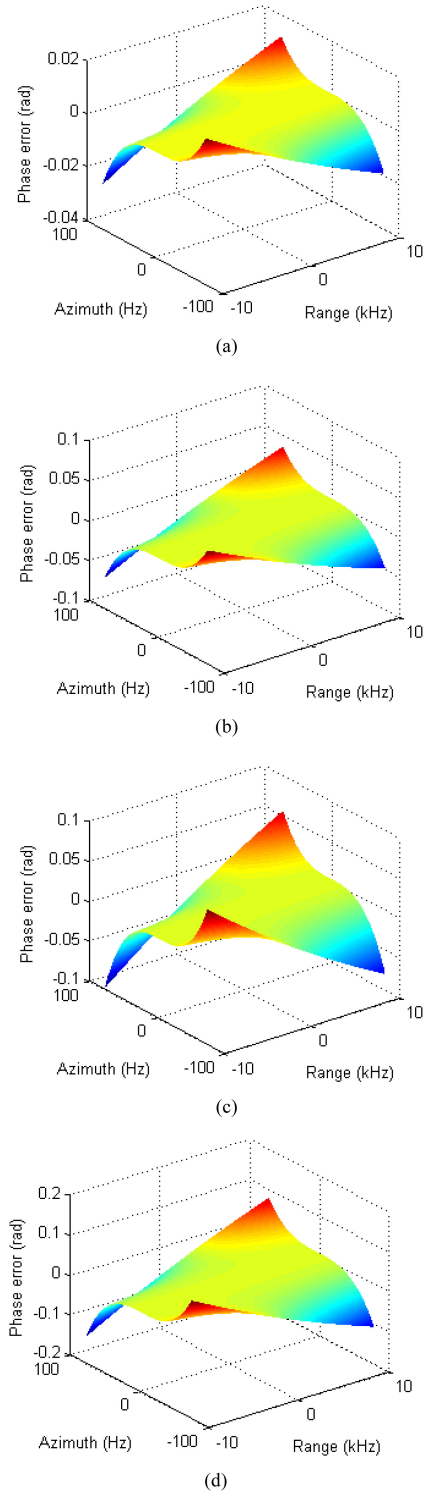 0.02
0
-0.02
-0.04
Phase error (rad)
100
0
-100
Azimuth (Hz)
-10
0
10
Range (kHz)
(a)
0.1
0.05
0
-0.05
-0.1
Phase error (rad)
100
0
-100
Azimuth (Hz)
-10
0
10
Range (kHz)
(b)
0.1
0.05
0
-0.05
-0.1
Phase error (rad)
100
0
-100
Azimuth (Hz)
-10
0
10
Range (kHz)
(c)
0.2
0.1
0
-0.1
-0.2
Phase error (rad)
100
0
-100
Azimuth (Hz)
-10
0
10
Range (kHz)
(d)